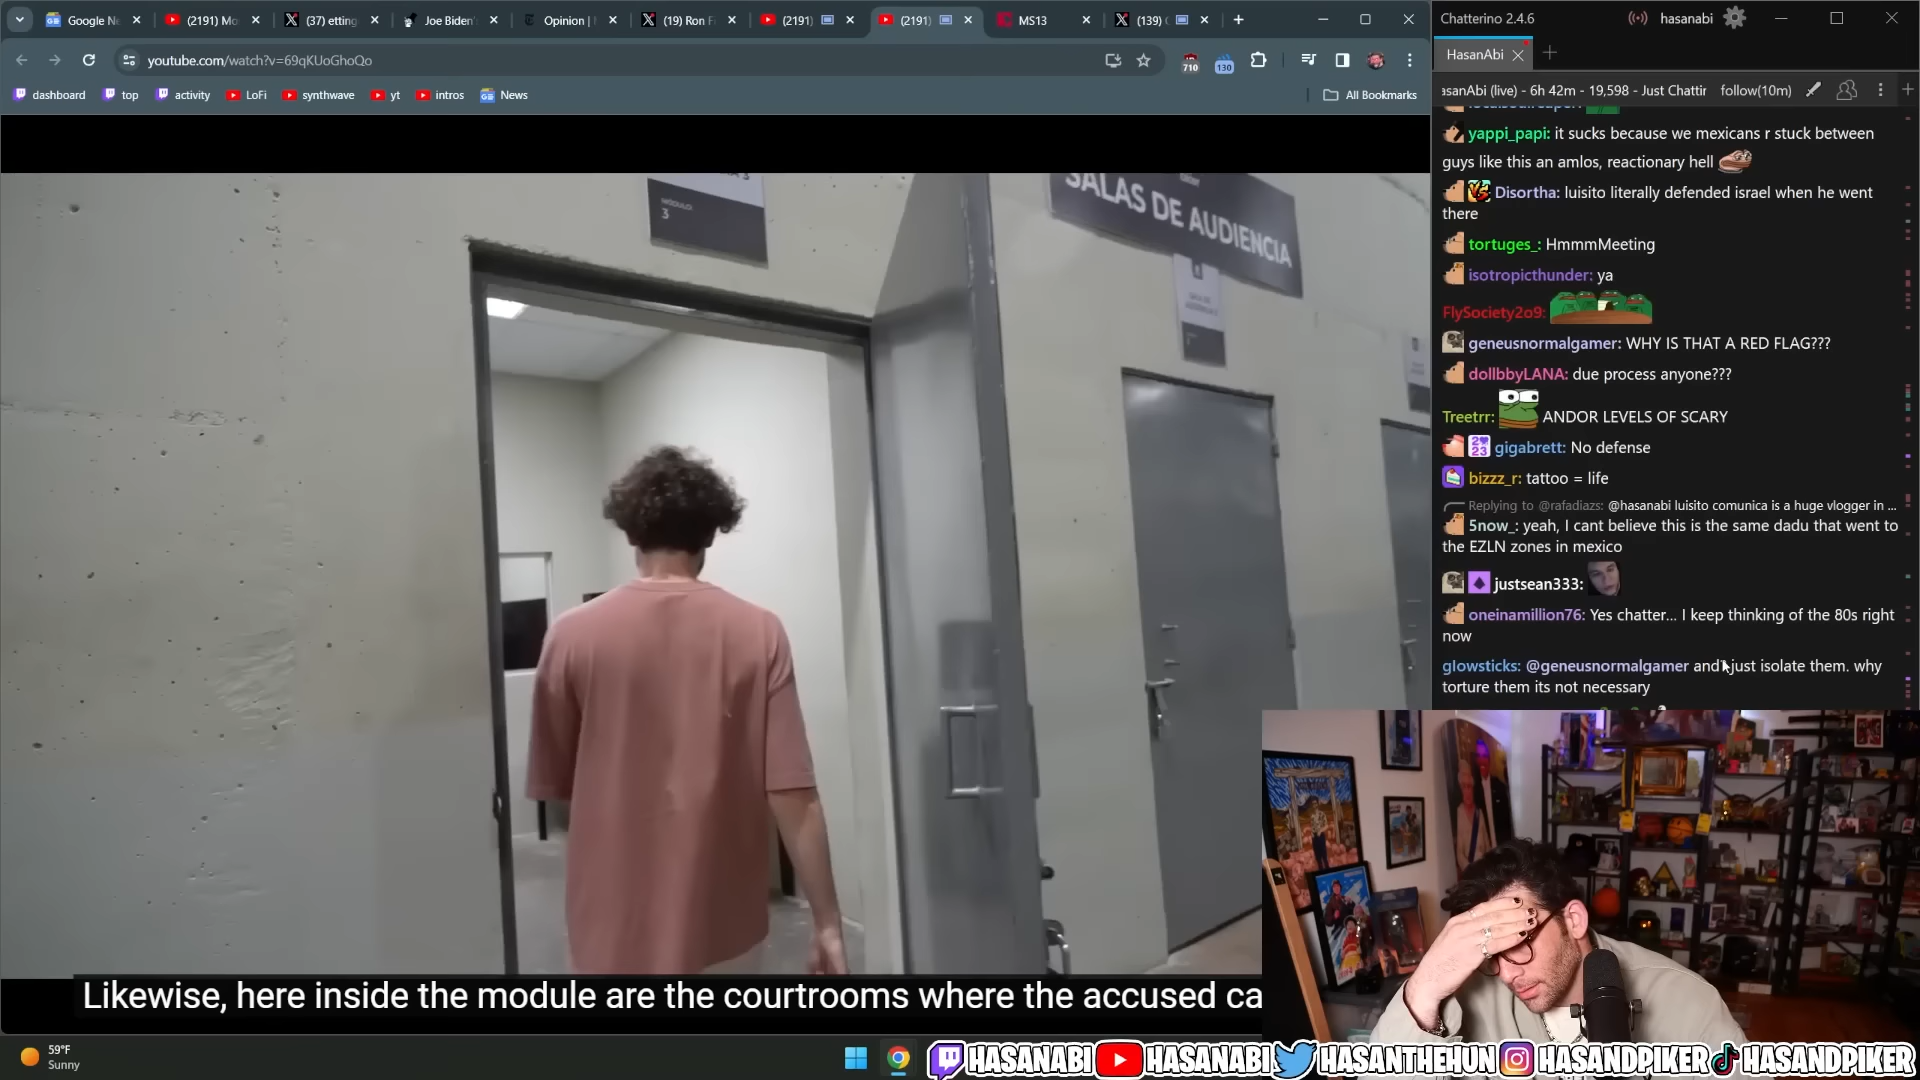 Google Ne
(2191) Mo
(37) etting
Joe Biden'
Opinion |
(19) Ron F
(2191)
(2191)
MS13
(139)
youtube.com/watch?v=69qKUoGhoQo
710
130
dashboard
top
activity
LoFi
synthwave
yt
intros
News
All Bookmarks
MODULO
3
SALAS DE AUDIENCIA
Likewise, here inside the module are the courtrooms where the accused ca
Chatterino 2.4.6
hasanabi
HasanAbi
asanAbi (live) - 6h 42m - 19,598 - Just Chattir
follow(10m)
yappi_papi: it sucks because we mexicans r stuck between
guys like this an amlos, reactionary hell
Disortha: luisito literally defended israel when he went
there
tortuges_: HmmmMeeting
isotropicthunder: ya
FlySociety2o9:
geneusnormalgamer: WHY IS THAT A RED FLAG???
dollbbyLANA: due process anyone???
Treetrr: ANDOR LEVELS OF SCARY
gigabrett: No defense
bizzz_r: tattoo = life
Replying to @rafadiazs: @hasanabi luisito comunica is a huge vlogger in ...
5now_: yeah, I cant believe this is the same dadu that went to
the EZLN zones in mexico
justsean333:
oneinamillion76: Yes chatter... I keep thinking of the 80s right
now
glowsticks: @geneusnormalgamer and just isolate them. why
torture them its not necessary
59°F
Sunny
HASANABI
HASANABI
HASANTHEHUN
HASANDPIKER
HASANDPIKER